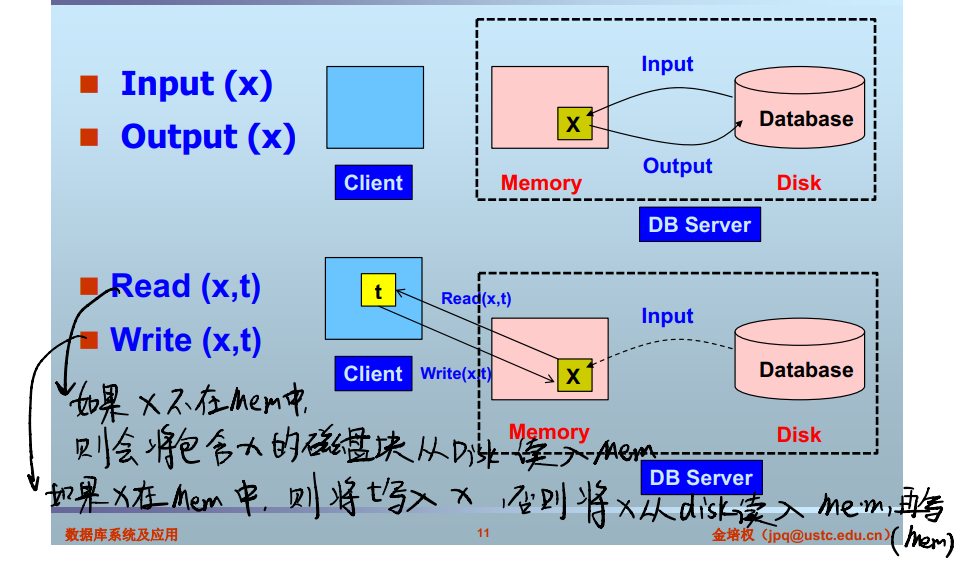 Input (x)
Output (x)
Client
X
Input
Output
Database
Memory
Disk
DB Server
Read (x,t)
Write (x,t)
t
Client
Read(x,t)
Write(x,t)
X
Input
Database
Memory
Disk
DB Server
如果 x 不在Mem中,
则会将包含x的磁盘块从Disk读入Mem
如果x在Mem中,则将t写入x,否则将x从disk读入mem,再写
(Mem)
数据库系统及应用
11
金培权（jpq@ustc.edu.cn）